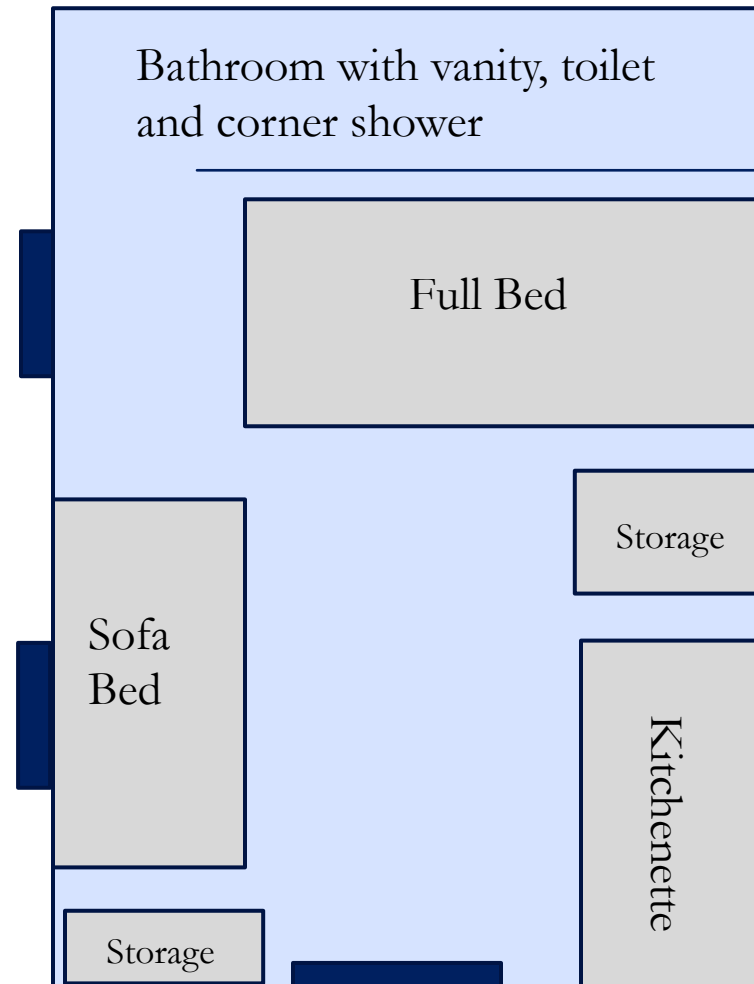 Bathroom with vanity, toilet
and corner shower
Full Bed
Storage
Sofa
Bed
Kitchenette
Storage